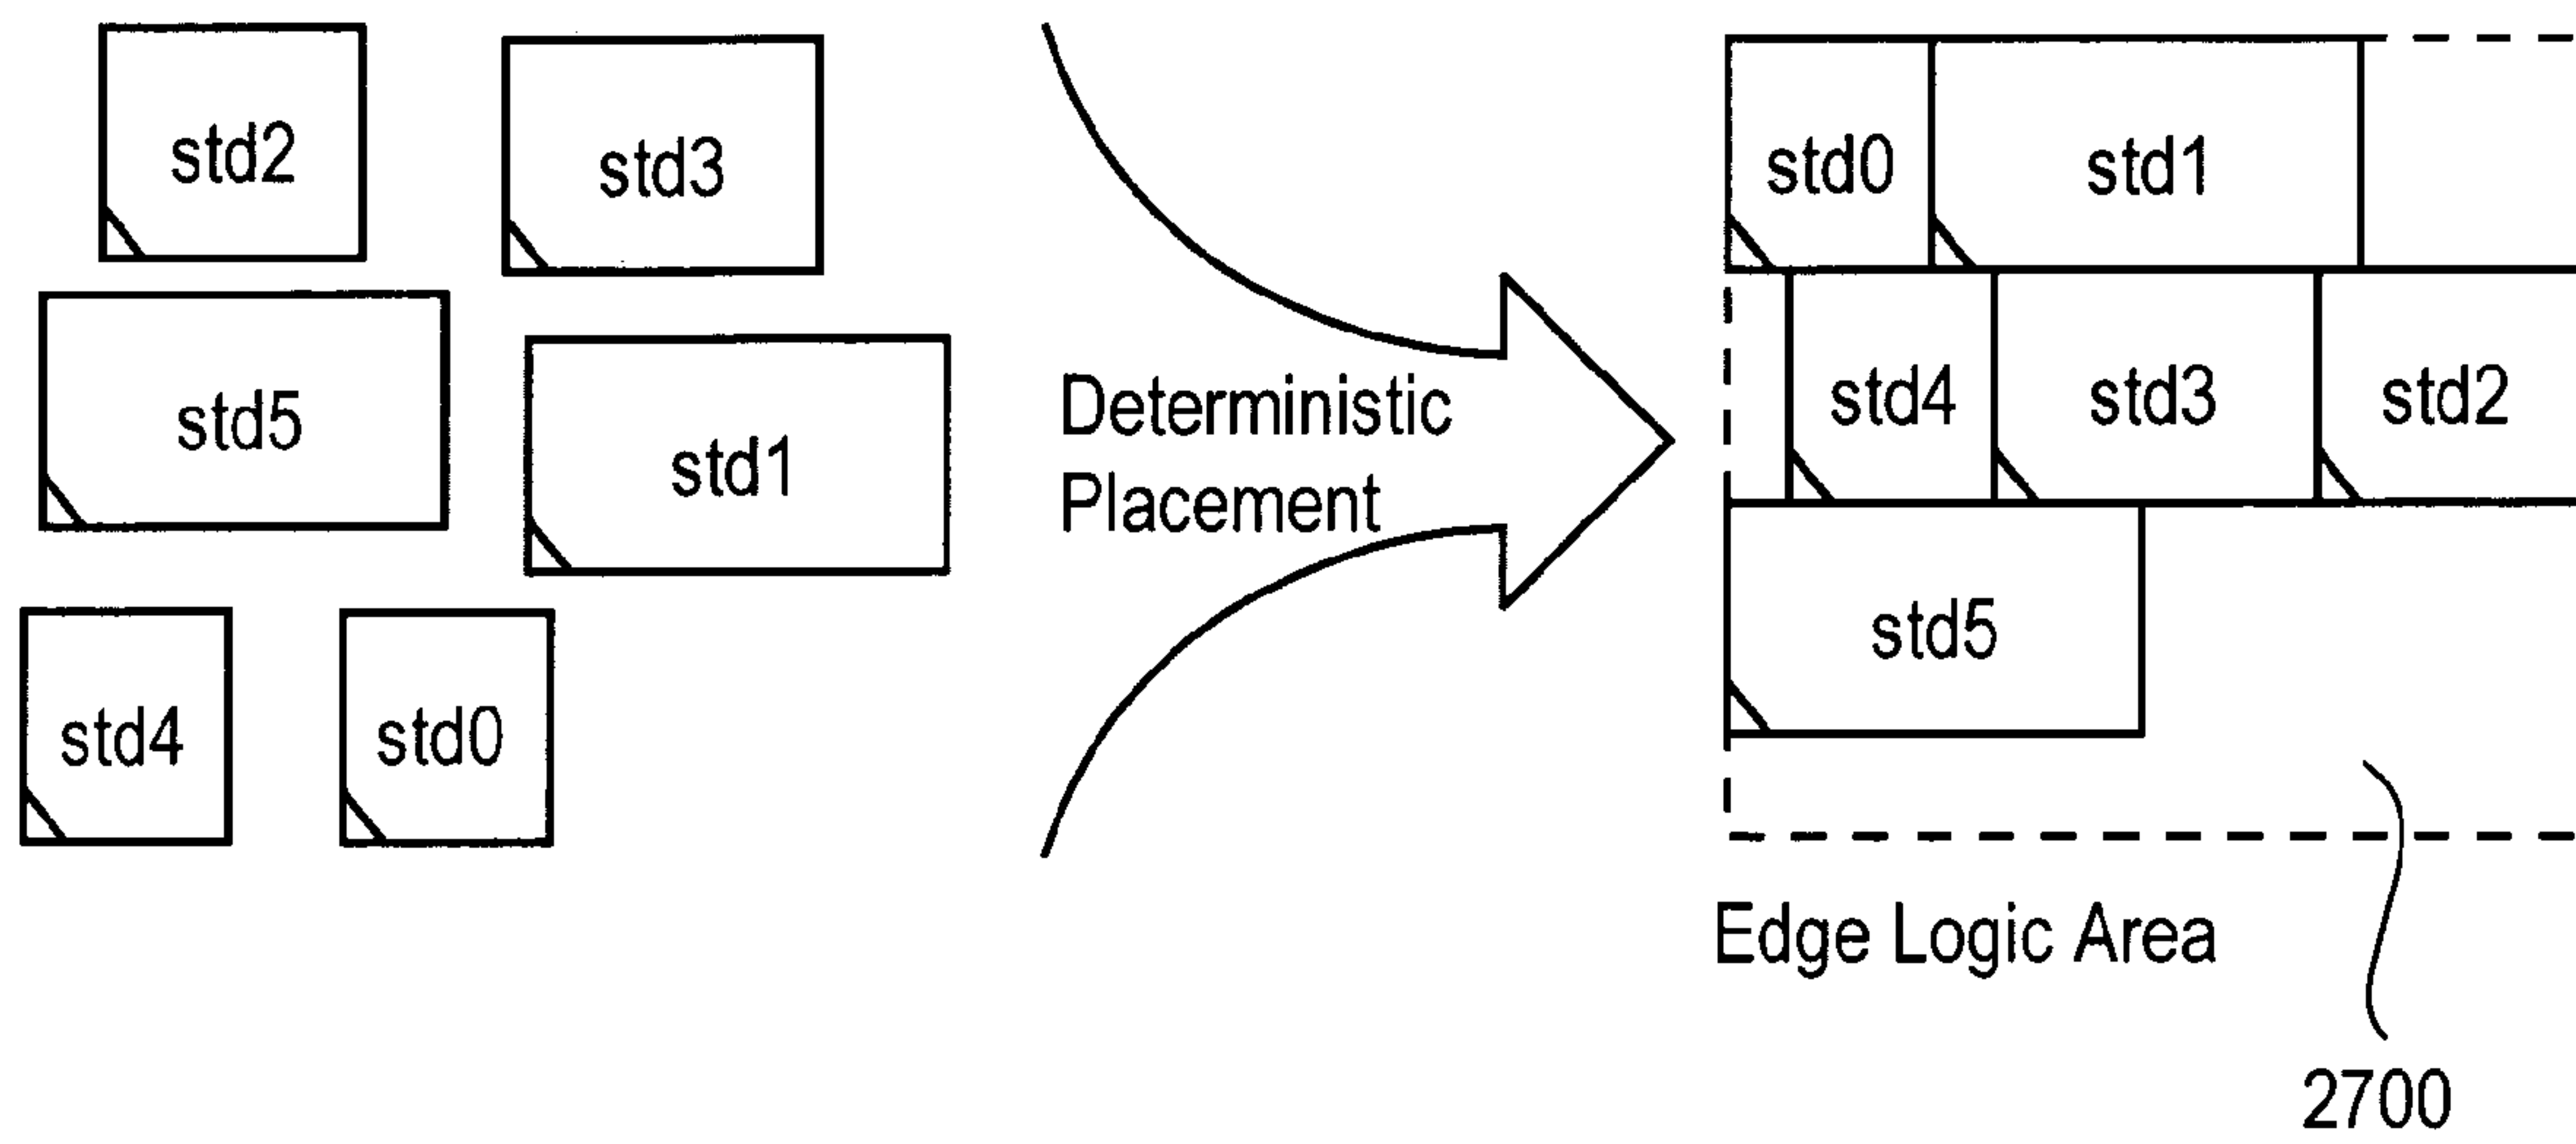 std2
std3
std5
std1
std4
std0
Deterministic
Placement
std0
std1
std4
std3
std2
std5
Edge Logic Area
2700